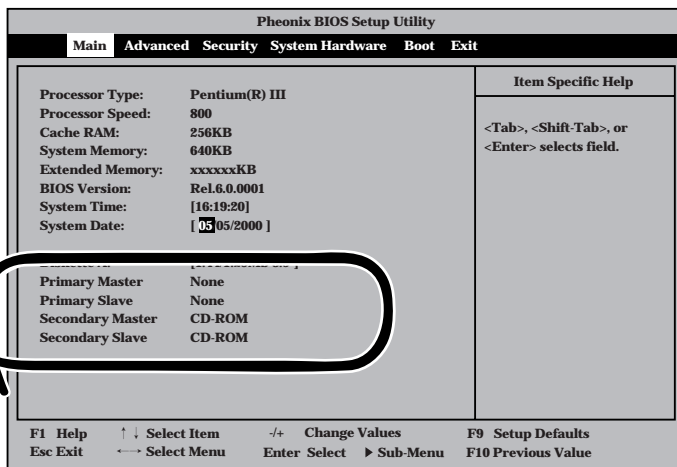 Pheonix BIOS Setup Utility
Main Advanced Security System Hardware Boot Exit
Item Specific Help
<Tab>, <Shift-Tab>, or
<Enter> selects field.
Processor Type: Pentium(R) III
Processor Speed: 800
Cache RAM: 256KB
System Memory: 640KB
Extended Memory: xxxxxxKB
BIOS Version: Rel.6.0.0001
System Time: [16:19:20]
System Date: [ 05/05/2000 ]
Primary Master None
Primary Slave None
Secondary Master CD-ROM
Secondary Slave CD-ROM
F1 Help ↑ ↓ Select Item -/+ Change Values F9 Setup Defaults
Esc Exit ←→ Select Menu Enter Select ▶ Sub-Menu F10 Previous Value